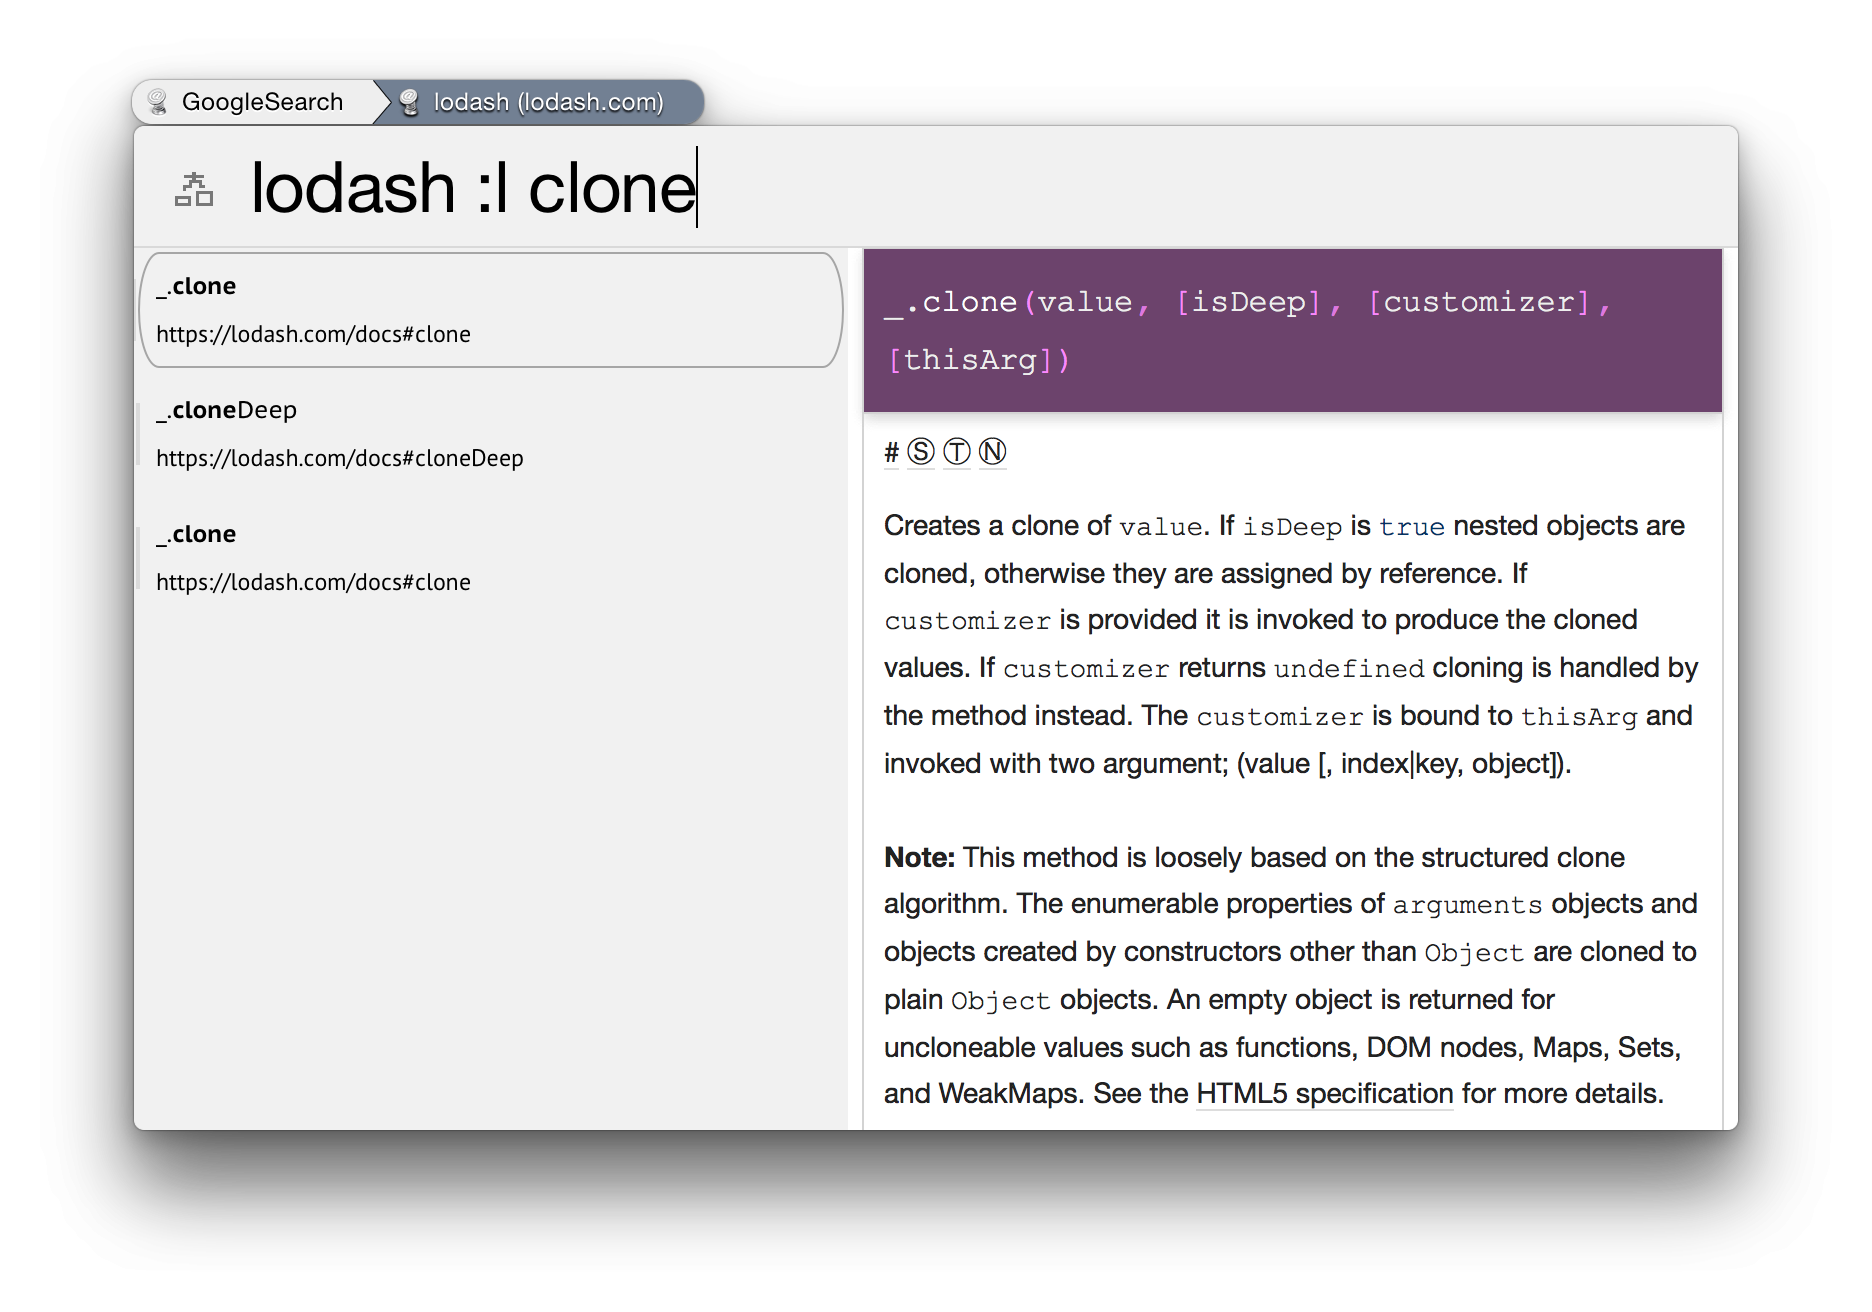 GoogleSearch
lodash (lodash.com)
lodash :l clone
_.clone
https://lodash.com/docs#clone
_.cloneDeep
https://lodash.com/docs#cloneDeep
_.clone
https://lodash.com/docs#clone
_.clone(value, [isDeep], [customizer],
[thisArg])
# Ⓢ Ⓣ Ⓝ
Creates a clone of value. If isDeep is true nested objects are
cloned, otherwise they are assigned by reference. If
customizer is provided it is invoked to produce the cloned
values. If customizer returns undefined cloning is handled by
the method instead. The customizer is bound to thisArg and
invoked with two argument; (value [, index|key, object]).
Note: This method is loosely based on the structured clone
algorithm. The enumerable properties of arguments objects and
objects created by constructors other than Object are cloned to
plain Object objects. An empty object is returned for
uncloneable values such as functions, DOM nodes, Maps, Sets,
and WeakMaps. See the HTML5 specification for more details.